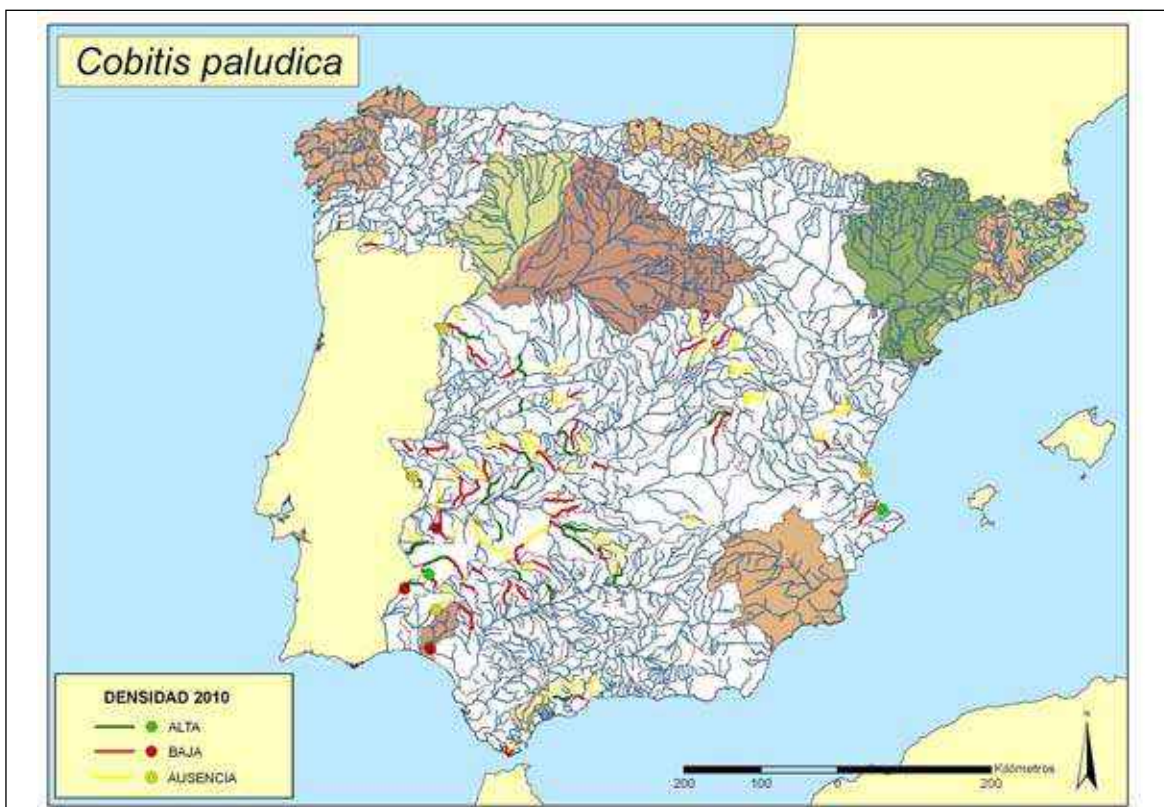 Cobitis paludica
DENSIDAD 2010
ALTA
BAJA
AUSENCIA
200 100 0 200 Kilómetros